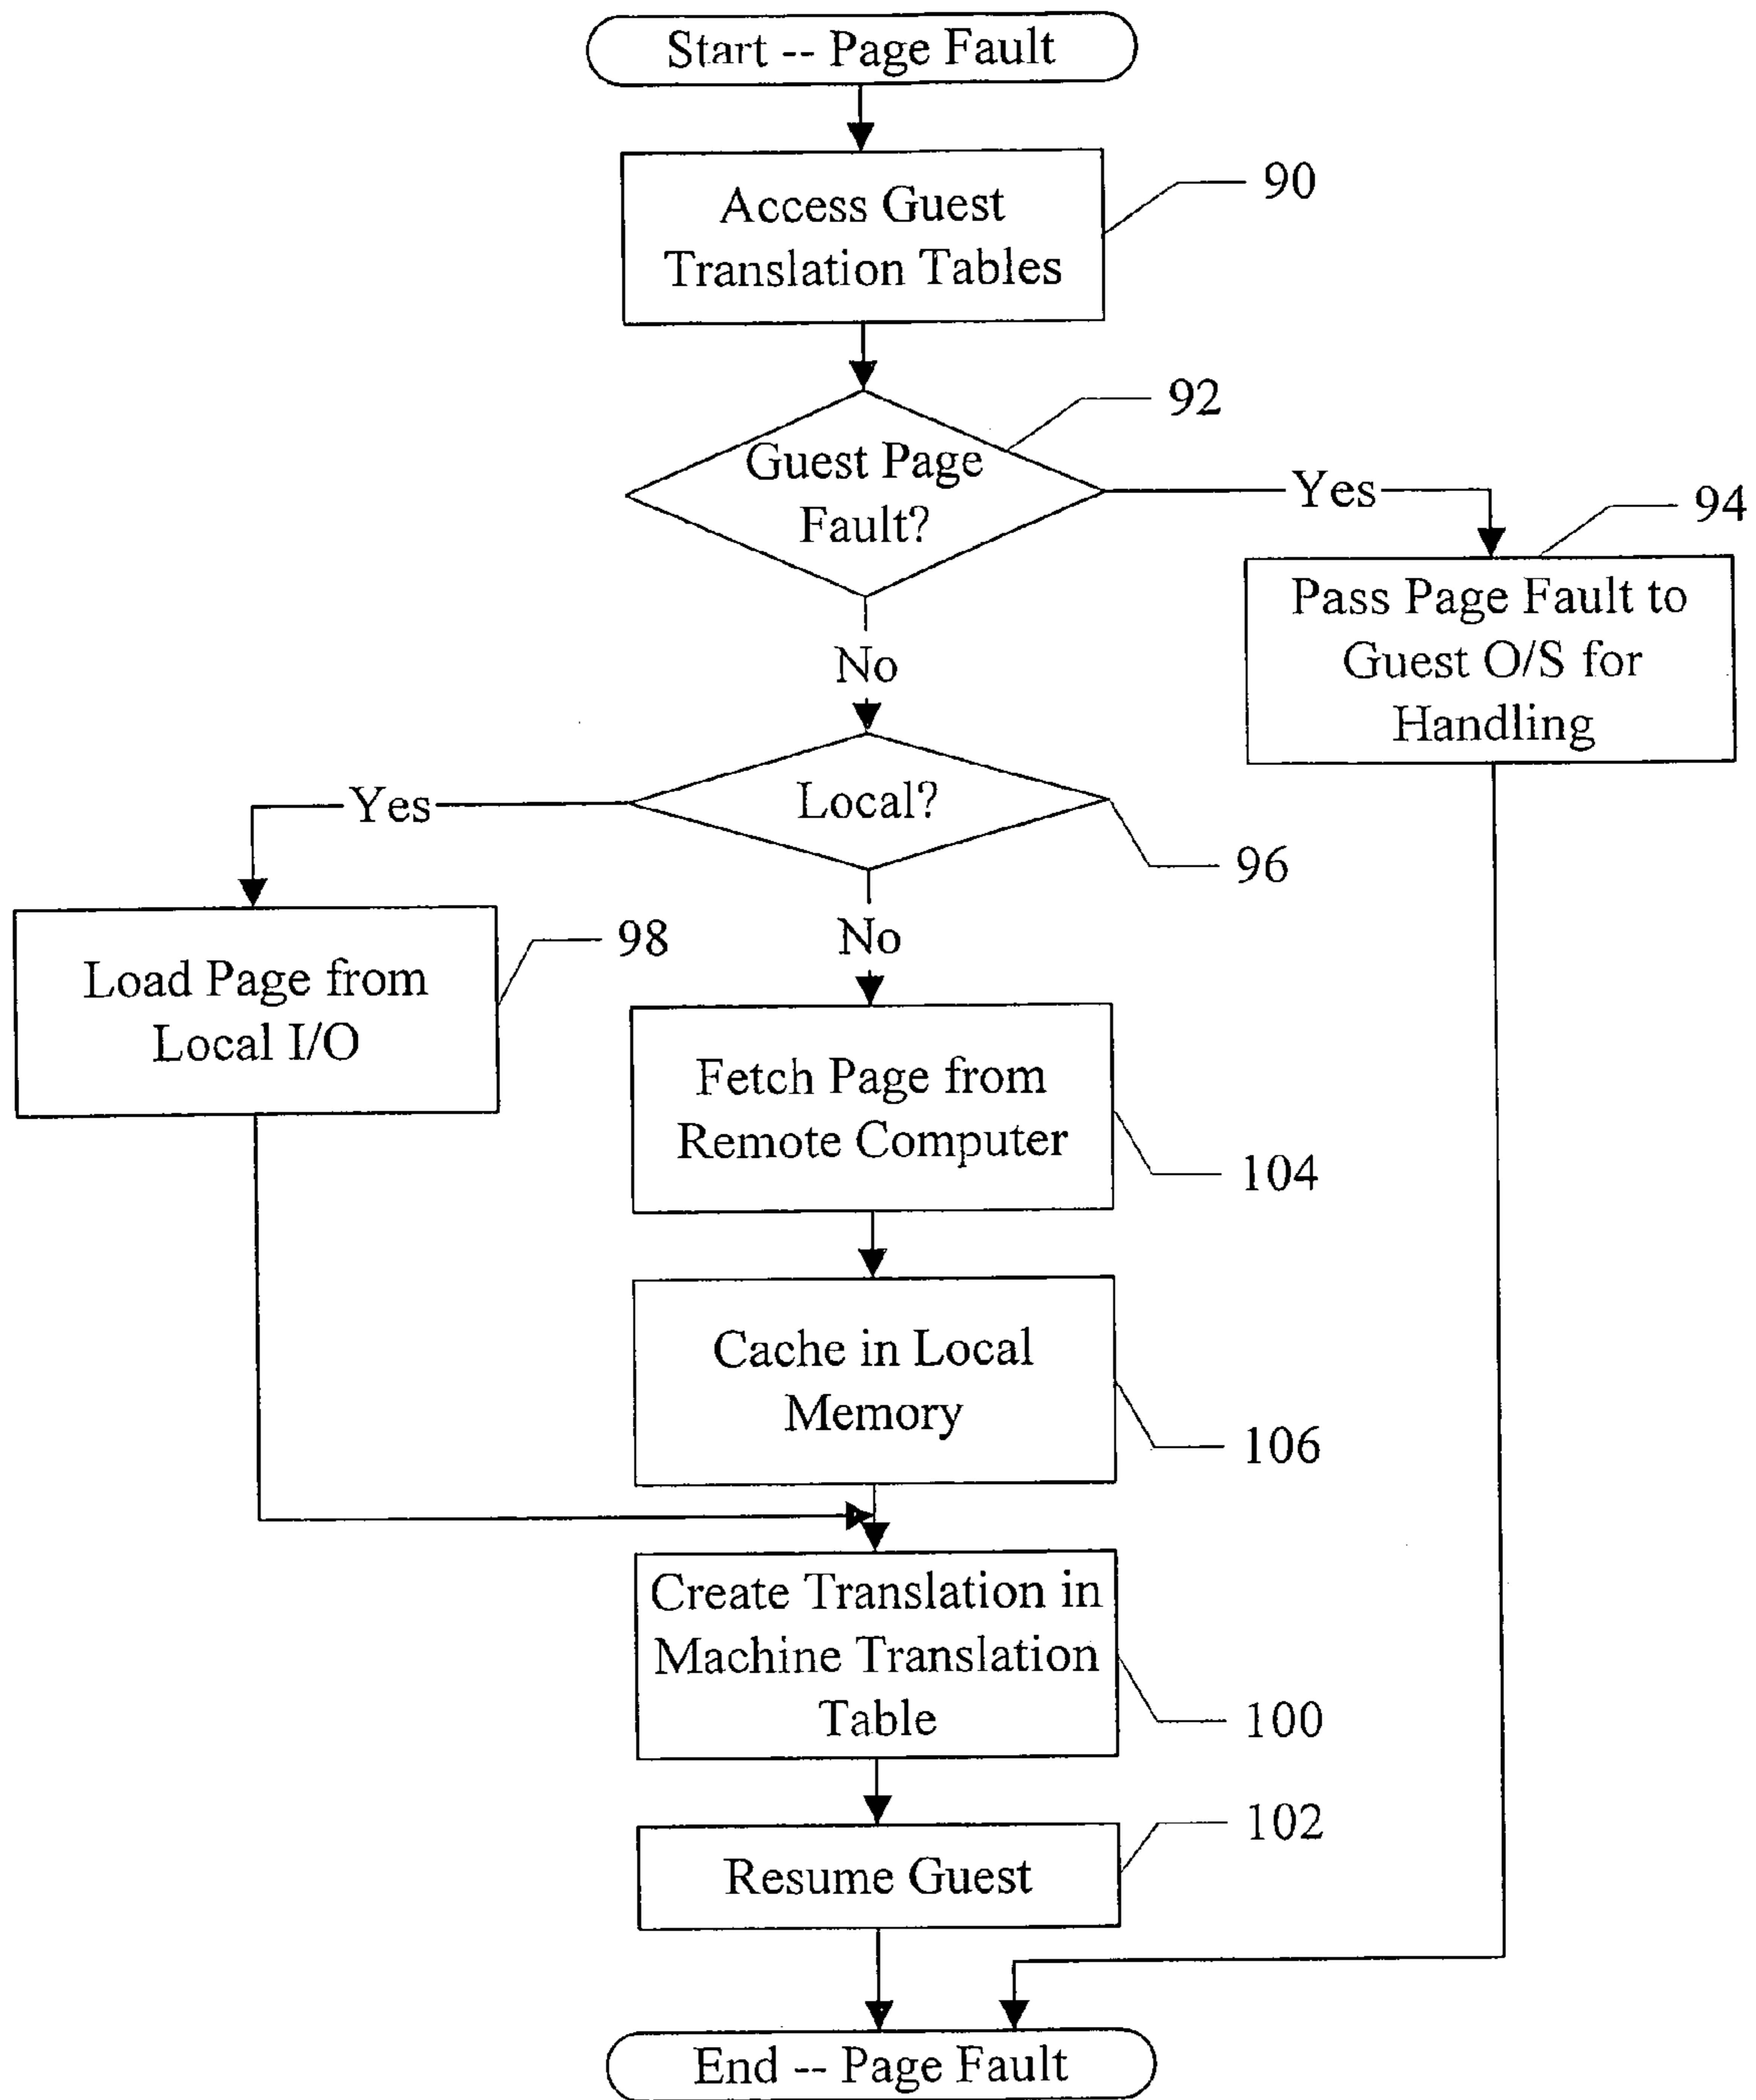 Start -- Page Fault
Access Guest
Translation Tables
90
92
Guest Page
Fault?
Yes
94
Pass Page Fault to
Guest O/S for
Handling
No
Local?
Yes
96
98
Load Page from
Local I/O
No
Fetch Page from
Remote Computer
104
Cache in Local
Memory
106
Create Translation in
Machine Translation
Table
100
102
Resume Guest
End -- Page Fault